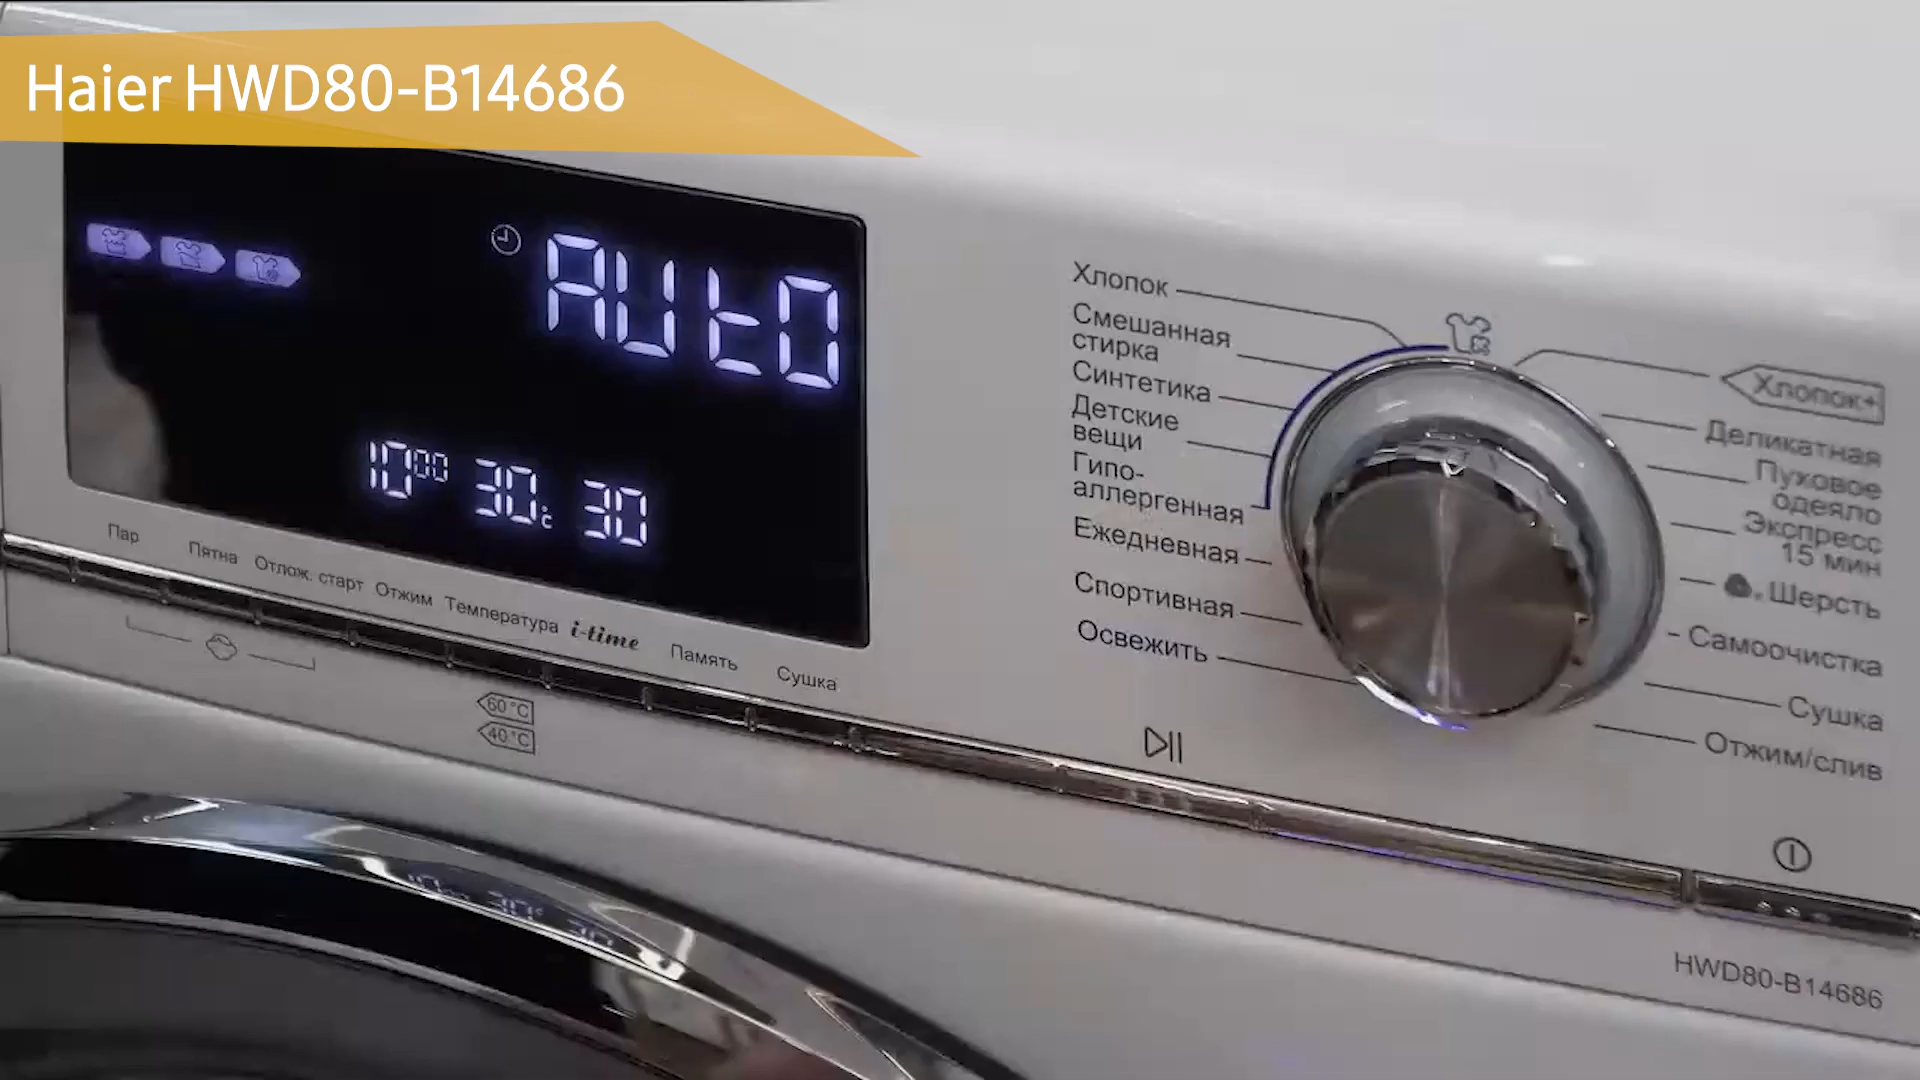 Haier HWD80-B14686
AUtO
10 00 30°c 30
Пар
Пятна
Отлож. старт
Отжим
Температура
i-time
Память
Сушка
60 °C
40 °C
Хлопок
Смешанная
стирка
Синтетика
Детские
вещи
Гипо-
аллергенная
Ежедневная
Спортивная
Освежить
Хлопок+
Деликатная
Пуховое
одеяло
Экспресс
15 мин
Шерсть
Самоочистка
Сушка
Отжим/слив
HWD80-B14686